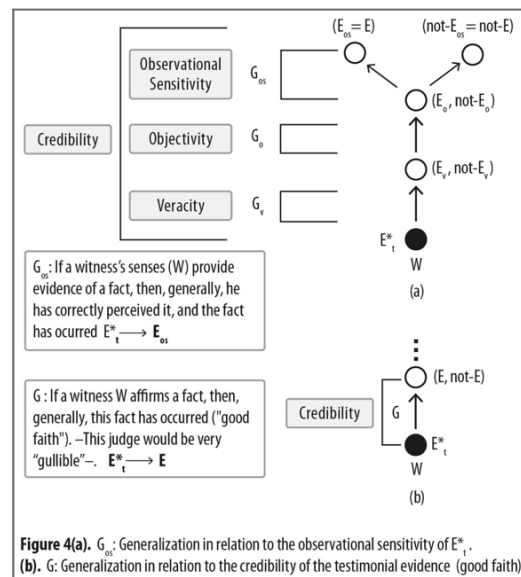 (E_os = E) (not-E_os = not-E)
Observational
Sensitivity
G_os
(E_o, not-E_o)
Credibility
Objectivity
G_o
(E_v, not-E_v)
Veracity
G_v
E*_t
W
(a)
G_os: If a witness's senses (W) provide
evidence of a fact, then, generally, he
has correctly perceived it, and the fact
has ocurred E*_t ⟶ E_os
(E, not-E)
G : If a witness W affirms a fact, then,
generally, this fact has occurred ("good
faith"). –This judge would be very
“gullible”–. E*_t ⟶ E
Credibility
G
E*_t
W
(b)
Figure 4(a). G_os: Generalization in relation to the observational sensitivity of E*_t.
(b). G: Generalization in relation to the credibility of the testimonial evidence (good faith)